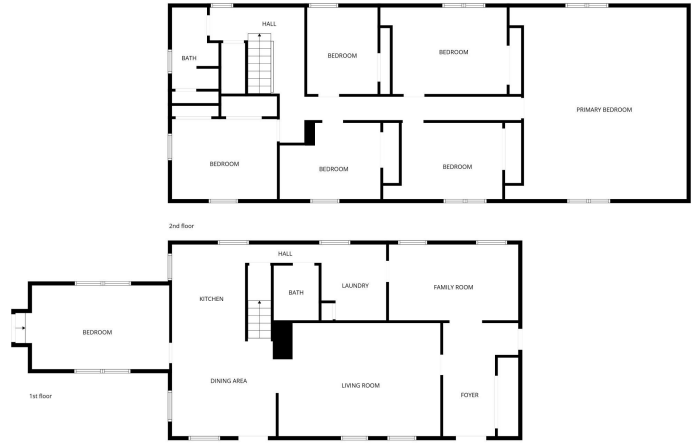 HALL
BATH
BEDROOM
BEDROOM
PRIMARY BEDROOM
BEDROOM
BEDROOM
BEDROOM
2nd floor
HALL
KITCHEN
BATH
LAUNDRY
FAMILY ROOM
BEDROOM
DINING AREA
LIVING ROOM
FOYER
1st floor